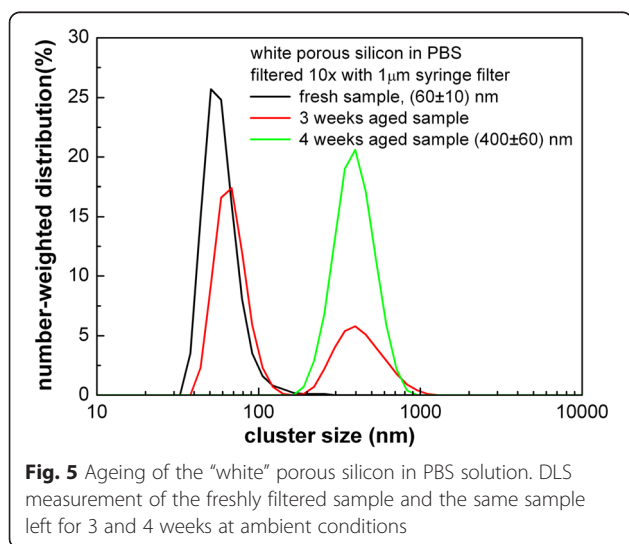 white porous silicon in PBS
filtered 10x with 1μm syringe filter
fresh sample, (60±10) nm
3 weeks aged sample
4 weeks aged sample (400±60) nm
number-weighted distribution(%)
30
25
20
15
10
5
0
10 100 1000 10000
cluster size (nm)
Fig. 5 Ageing of the “white” porous silicon in PBS solution. DLS
measurement of the freshly filtered sample and the same sample
left for 3 and 4 weeks at ambient conditions